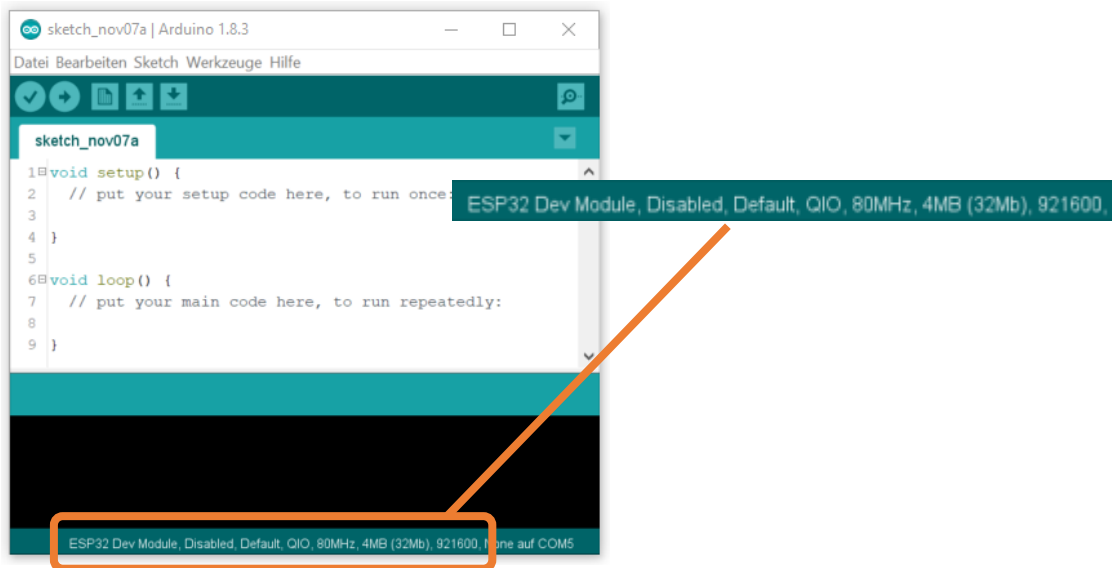 sketch_nov07a | Arduino 1.8.3
Datei Bearbeiten Sketch Werkzeuge Hilfe
sketch_nov07a
1 void setup() {
2 // put your setup code here, to run once:
3
4 }
5
6 void loop() {
7 // put your main code here, to run repeatedly:
8
9 }
ESP32 Dev Module, Disabled, Default, QIO, 80MHz, 4MB (32Mb), 921600,
ESP32 Dev Module, Disabled, Default, QIO, 80MHz, 4MB (32Mb), 921600, None auf COM5